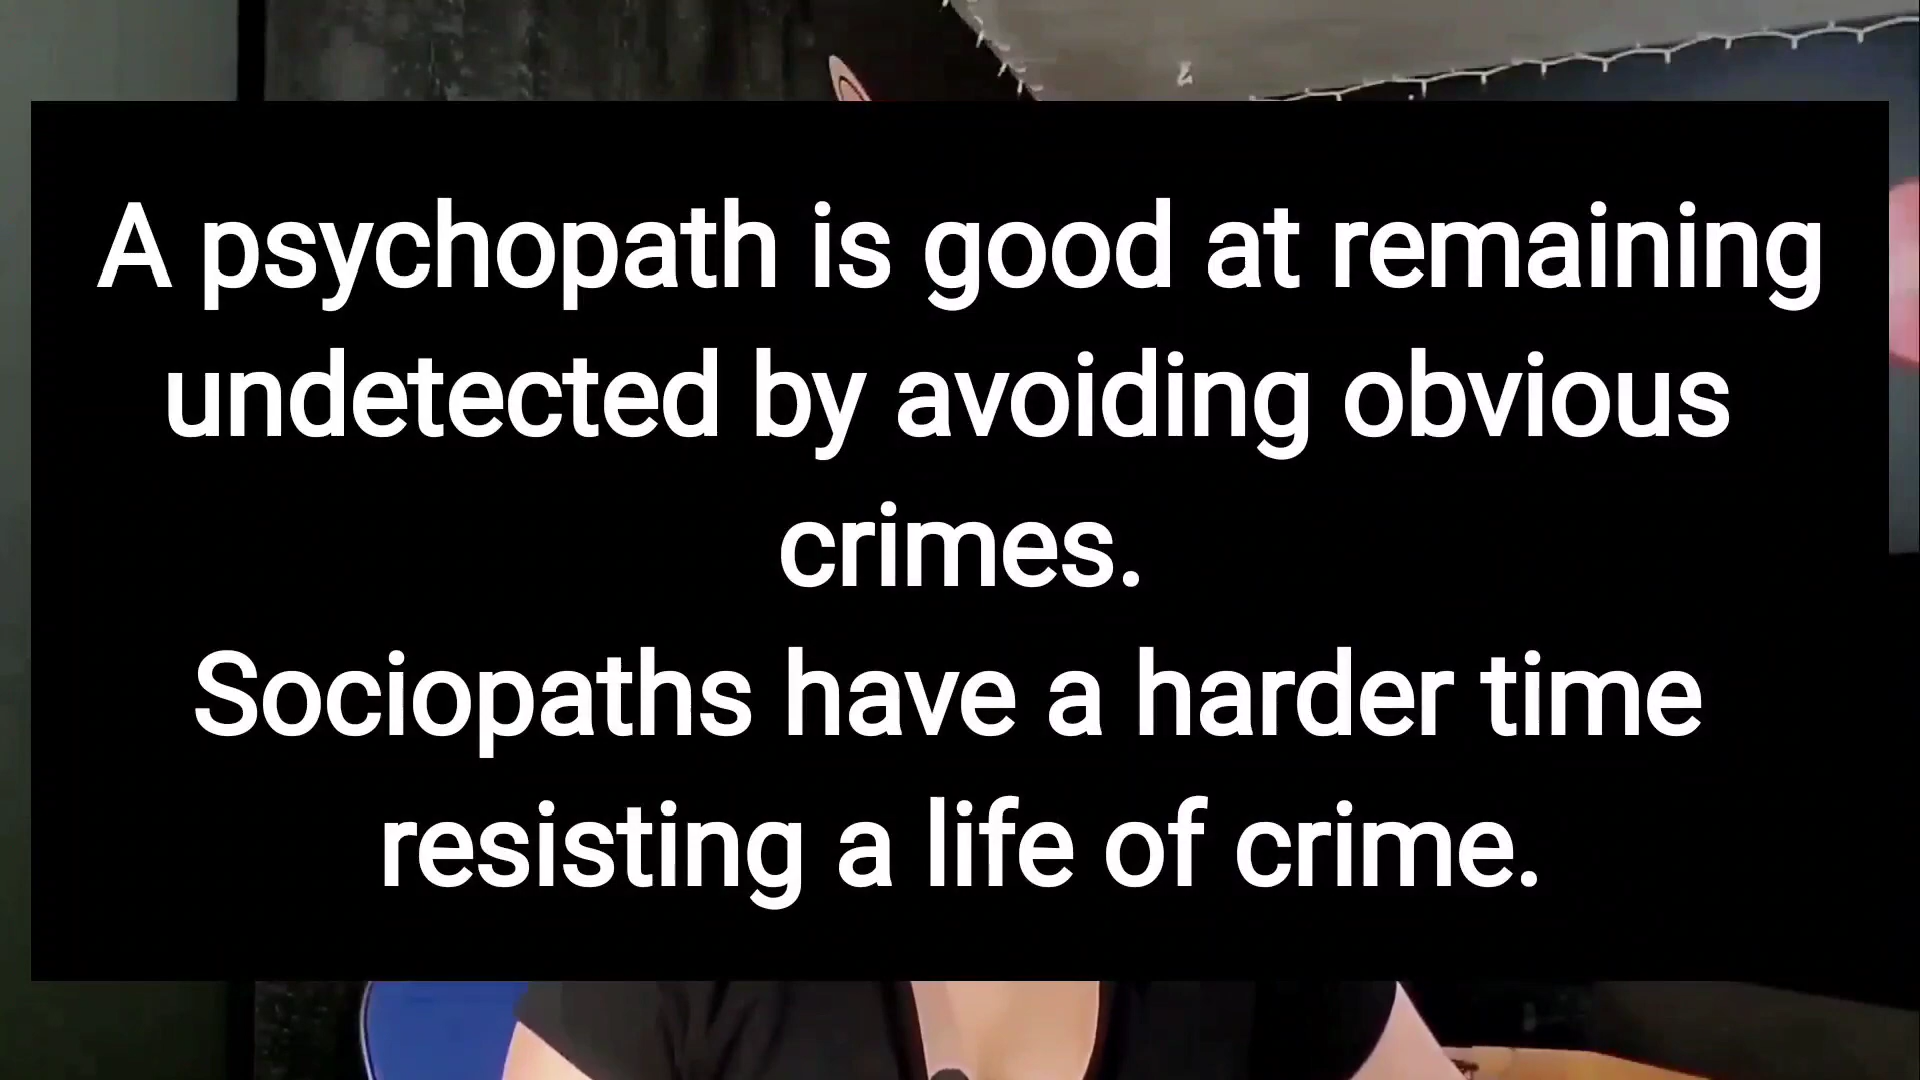 A psychopath is good at remaining
undetected by avoiding obvious
crimes.
Sociopaths have a harder time
resisting a life of crime.